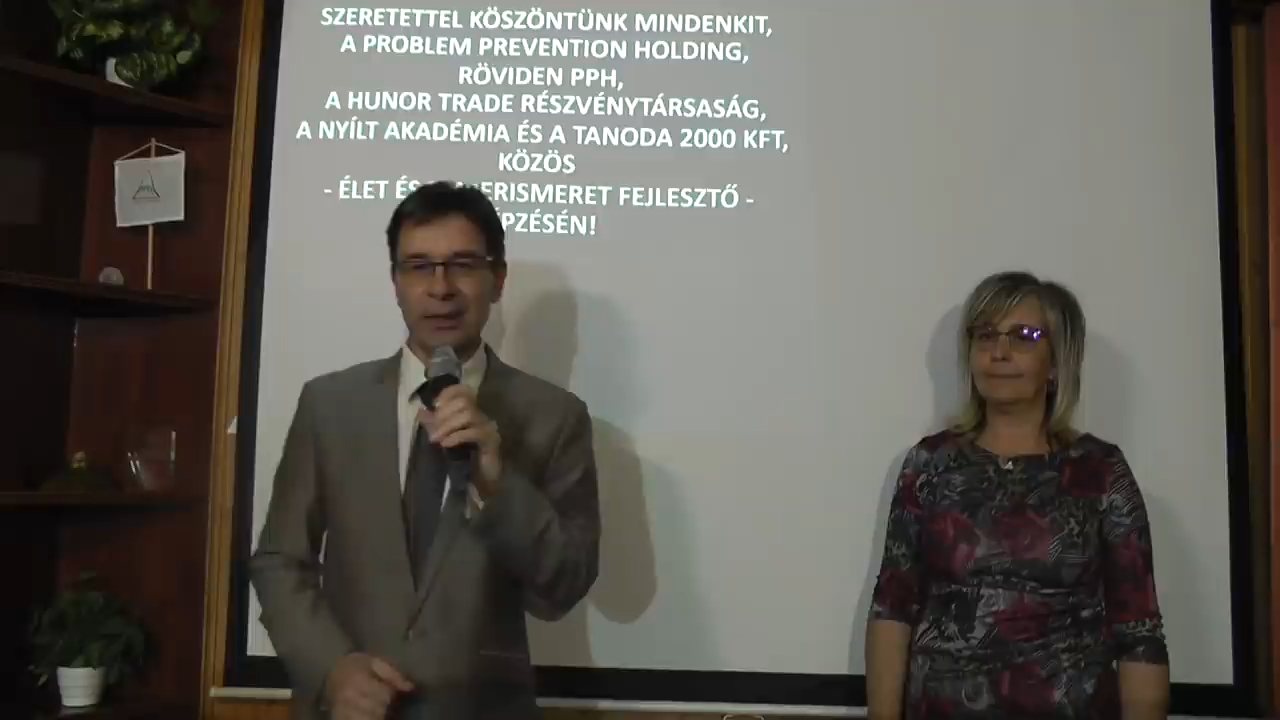 SZERETETTEL KÖSZÖNTÜNK MINDENKIT,
A PROBLEM PREVENTION HOLDING,
RÖVIDEN PPH,
A HUNOR TRADE RÉSZVÉNYTÁRSASÁG,
A NYÍLT AKADÉMIA ÉS A TANODA 2000 KFT,
KÖZÖS
- ÉLET FEJLESZTŐ -